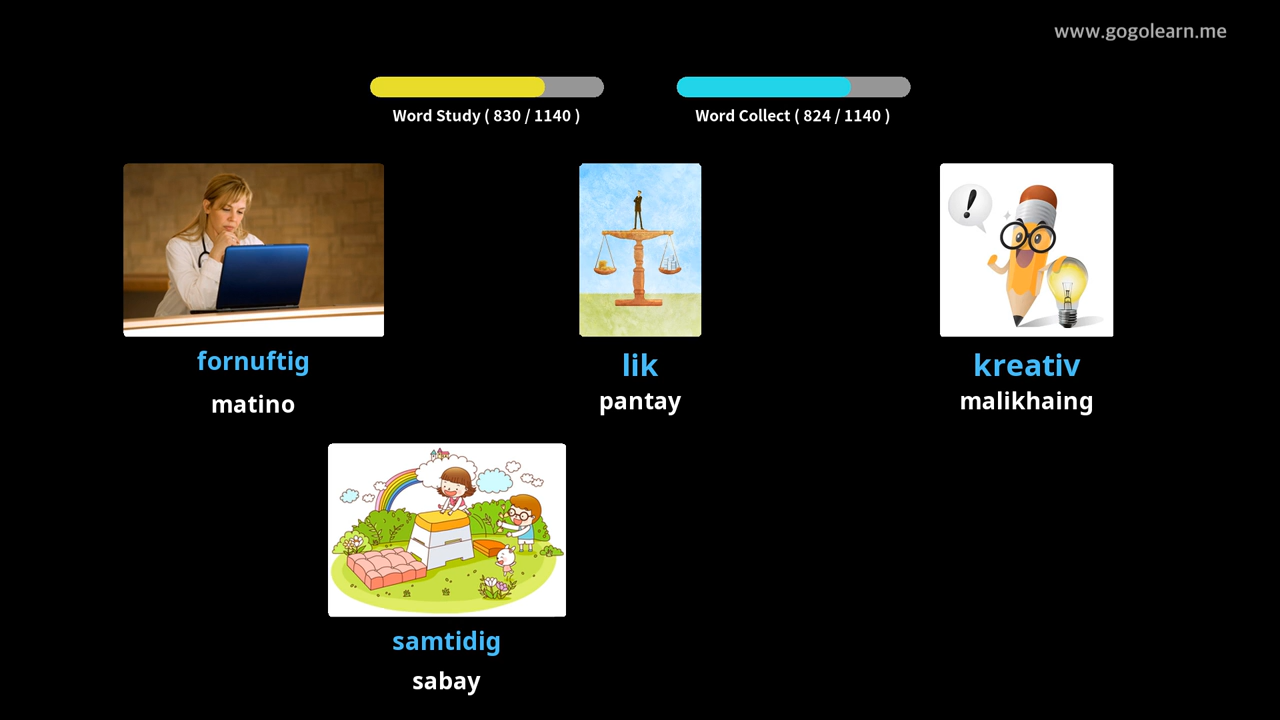 www.gogolearn.me
Word Study ( 830 / 1140 )
Word Collect ( 824 / 1140 )
fornuftig
matino
lik
pantay
kreativ
malikhaing
samtidig
sabay